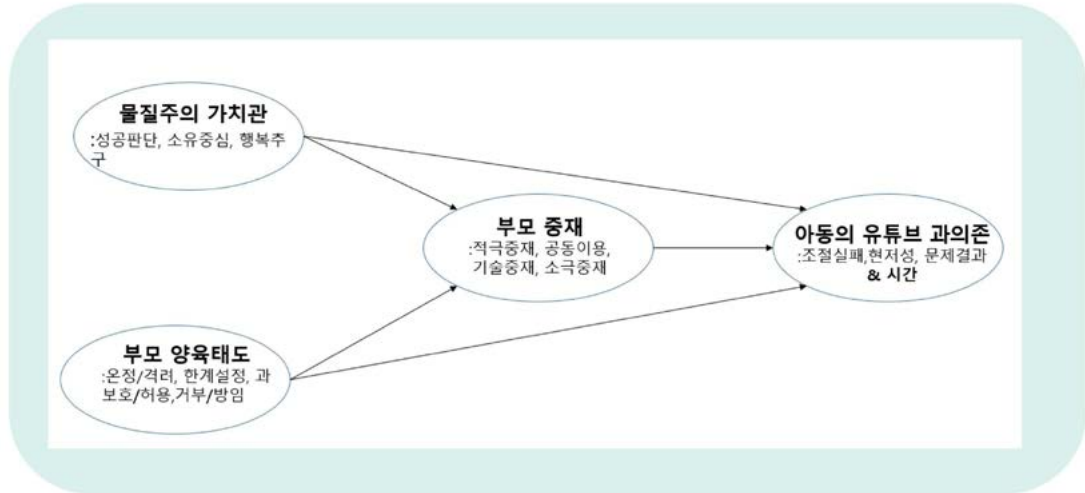 물질주의 가치관
:성공판단, 소유중심, 행복추
구
부모 중재
:적극중재, 공동이용,
기술중재, 소극중재
아동의 유튜브 과의존
:조절실패,현저성, 문제결과
& 시간
부모 양육태도
:온정/격려, 한계설정, 과
보호/허용,거부/방임